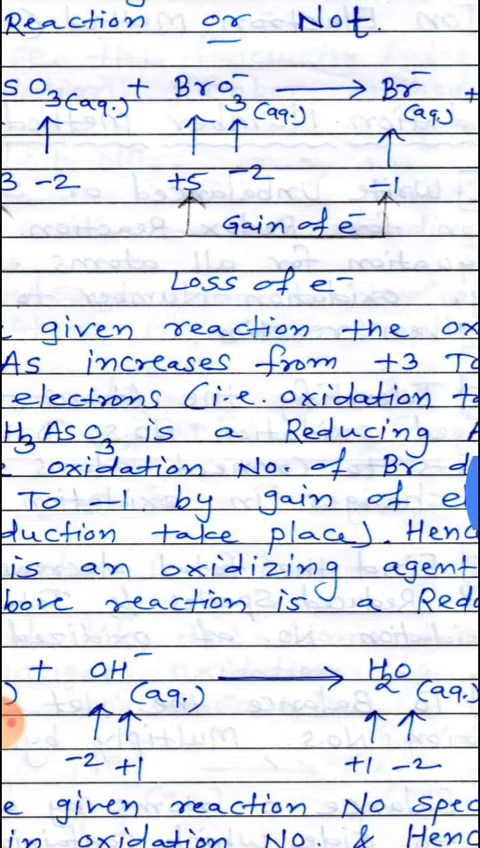 Reaction or Not.
SO3(aq.) + BrO3⁻(aq.) ⟶ Br⁻(aq) +
3 -2 +5 -2 -1
Gain of e⁻
Loss of e⁻
given reaction the ox
As increases from +3 To
electrons (i.e. oxidation ta
H3AsO3 is a Reducing A
oxidation No. of Br d
To -1 by gain of e
duction take place). Henc
is an oxidizing agent
bove reaction is a Redo
) + OH⁻(aq.) ⟶ H2O(aq.)
-2 +1 +1 -2
e given reaction No spec
in oxidation No. & Henc